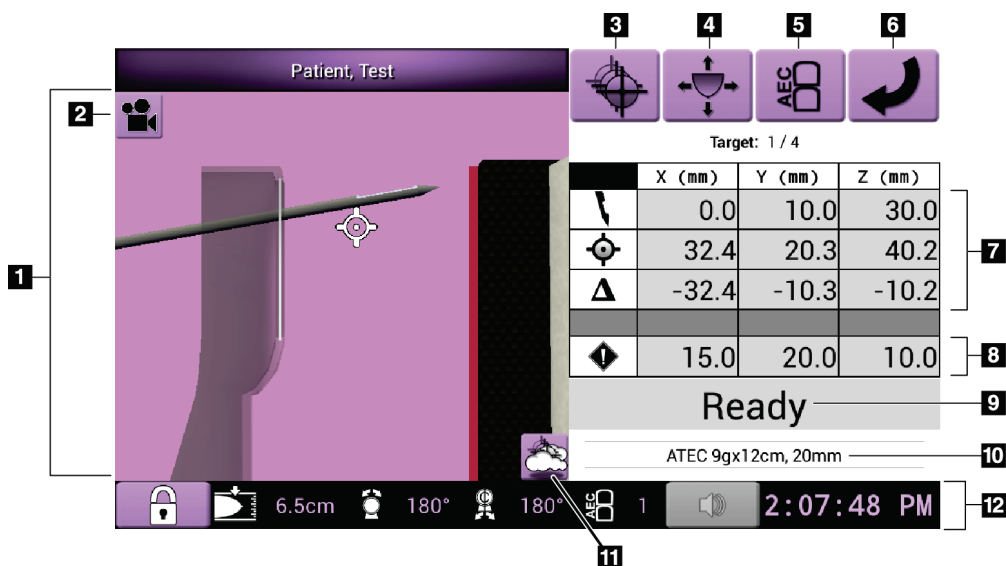 3 4 5 6
Patient, Test
AEC
1
2
Target: 1 / 4
X (mm) Y (mm) Z (mm)
0.0 10.0 30.0
32.4 20.3 40.2
Δ -32.4 -10.3 -10.2
7
! 15.0 20.0 10.0
8
Ready
9
ATEC 9gx12cm, 20mm
10
6.5cm 180° C 180° AEC 1 2:07:48 PM
12
11